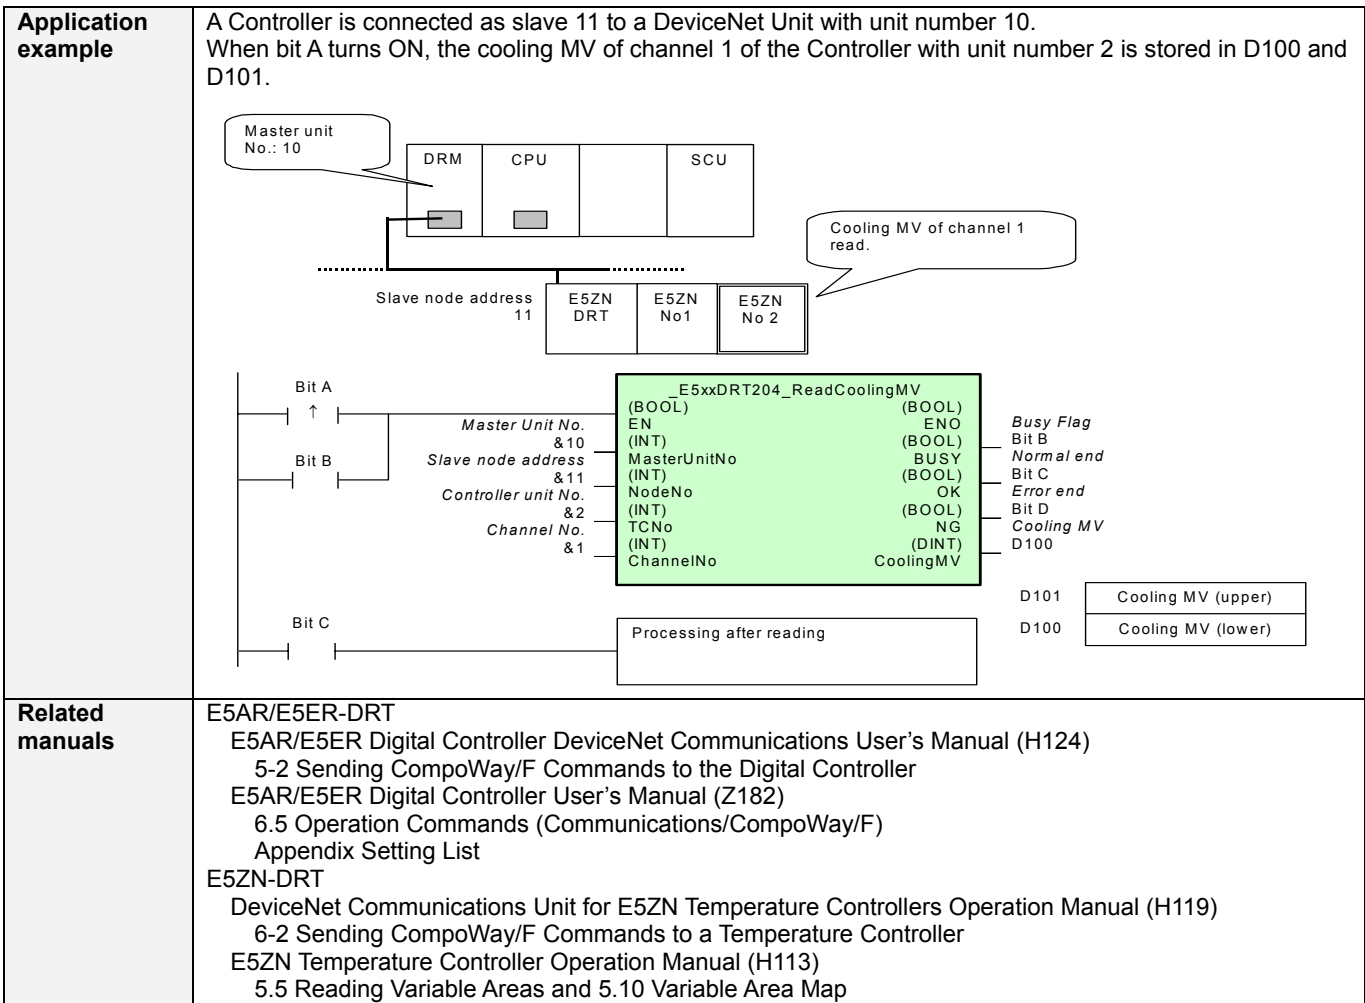 Application
example
A Controller is connected as slave 11 to a DeviceNet Unit with unit number 10.
When bit A turns ON, the cooling MV of channel 1 of the Controller with unit number 2 is stored in D100 and
D101.
Master unit
No.: 10
DRM
CPU
SCU
Cooling MV of channel 1
read.
Slave node address
11
E5ZN
DRT
E5ZN
No1
E5ZN
No 2
Bit A
↑
Bit B
Master Unit No.
&10
Slave node address
&11
Controller unit No.
&2
Channel No.
&1
_E5xxDRT204_ReadCoolingMV
(BOOL) (BOOL)
EN ENO
(INT) (BOOL)
MasterUnitNo BUSY
(INT) (BOOL)
NodeNo OK
(INT) (BOOL)
TCNo NG
(INT) (DINT)
ChannelNo CoolingMV
Busy Flag
Bit B
Normal end
Bit C
Error end
Bit D
Cooling MV
D100
D101 Cooling MV (upper)
D100 Cooling MV (lower)
Bit C
Processing after reading
Related
manuals
E5AR/E5ER-DRT
E5AR/E5ER Digital Controller DeviceNet Communications User's Manual (H124)
5-2 Sending CompoWay/F Commands to the Digital Controller
E5AR/E5ER Digital Controller User's Manual (Z182)
6.5 Operation Commands (Communications/CompoWay/F)
Appendix Setting List
E5ZN-DRT
DeviceNet Communications Unit for E5ZN Temperature Controllers Operation Manual (H119)
6-2 Sending CompoWay/F Commands to a Temperature Controller
E5ZN Temperature Controller Operation Manual (H113)
5.5 Reading Variable Areas and 5.10 Variable Area Map